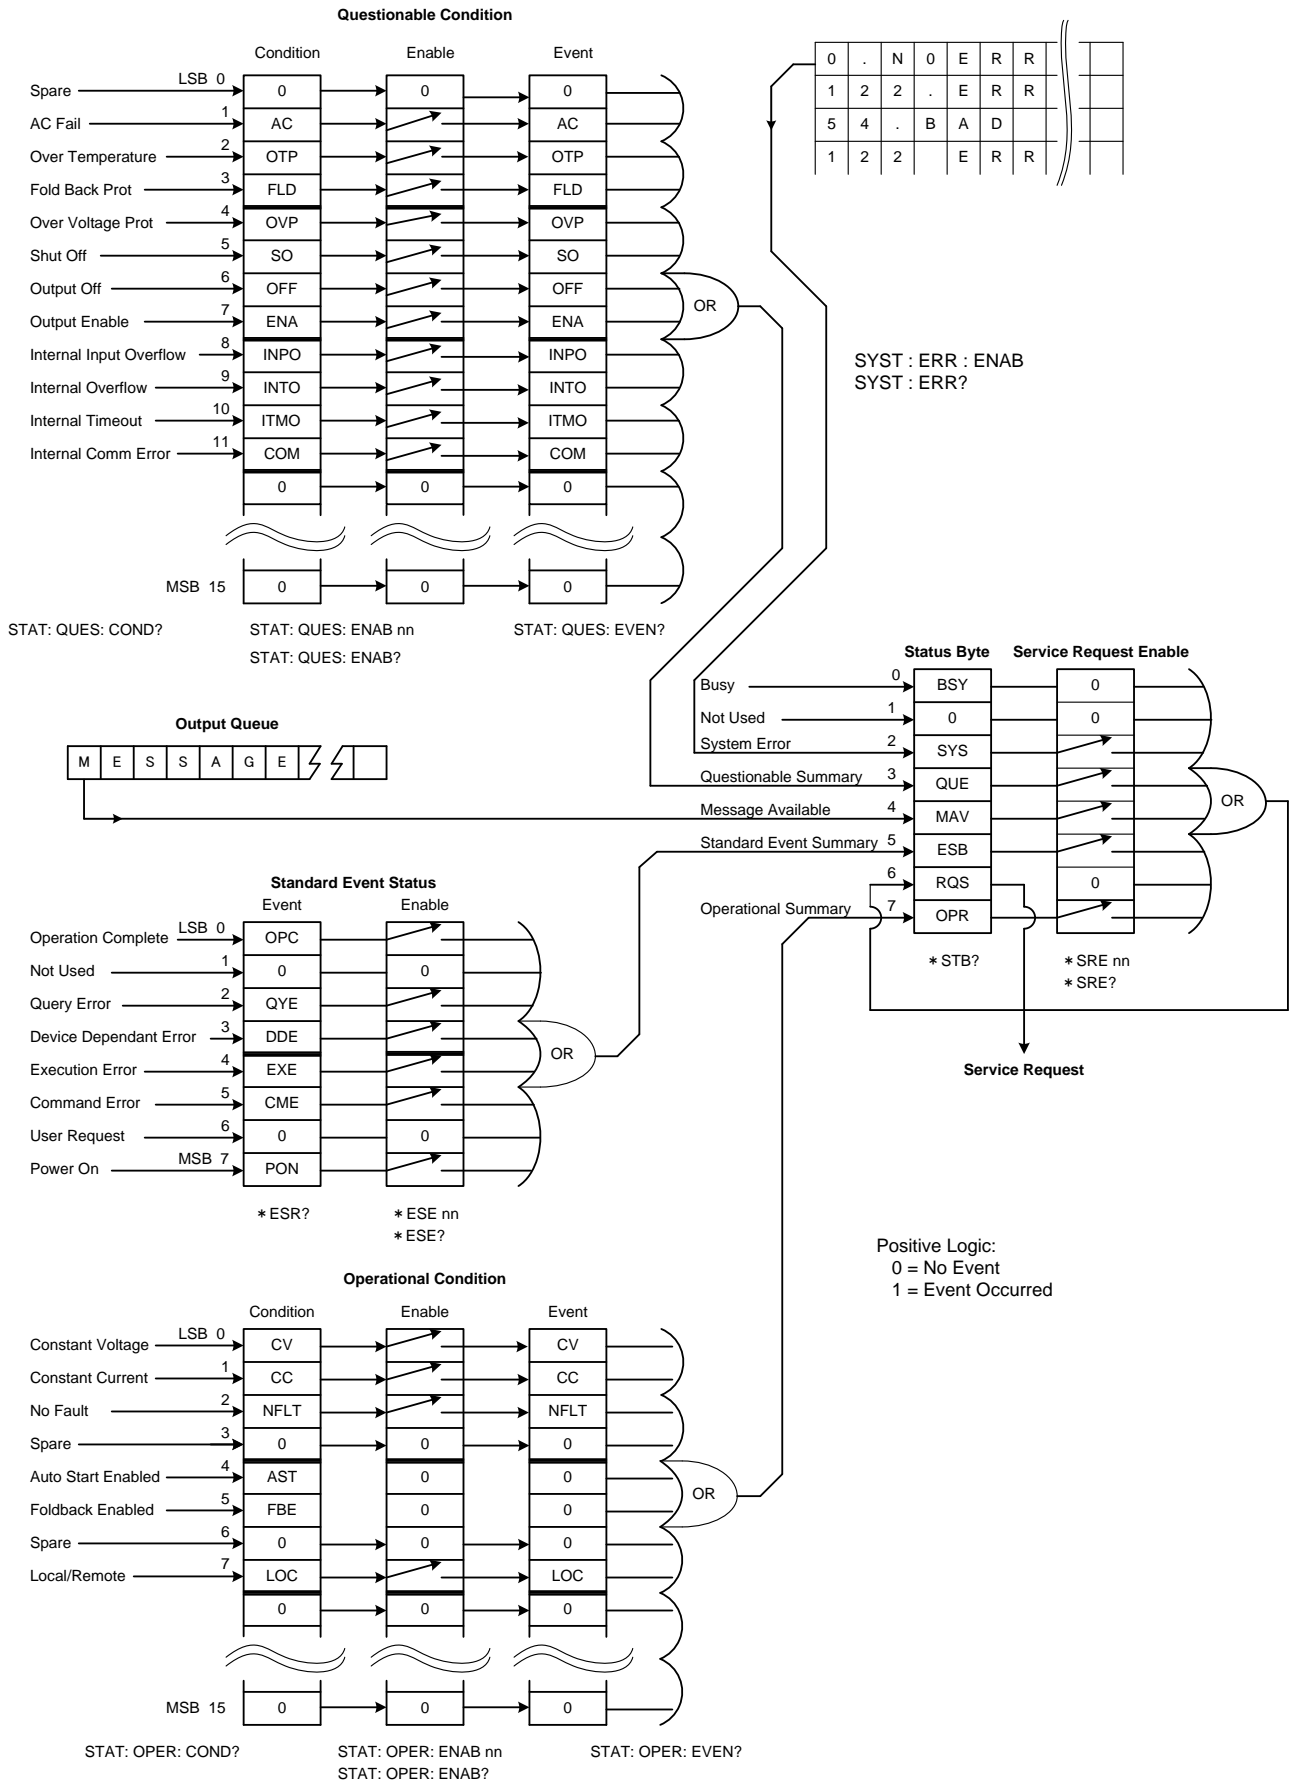 Questionable Condition
Condition Enable Event
Spare LSB 0 0 0 0
AC Fail 1 AC AC
Over Temperature 2 OTP OTP
Fold Back Prot 3 FLD FLD
Over Voltage Prot 4 OVP OVP
Shut Off 5 SO SO
Output Off 6 OFF OFF
Output Enable 7 ENA ENA
Internal Input Overflow 8 INPO INPO
Internal Overflow 9 INTO INTO
Internal Timeout 10 ITMO ITMO
Internal Comm Error 11 COM COM
0 0 0
MSB 15 0 0 0
OR
STAT: QUES: COND? STAT: QUES: ENAB nn STAT: QUES: EVEN?
STAT: QUES: ENAB?
0 . N 0 E R R
1 2 2 . E R R
5 4 . B A D
1 2 2 E R R
SYST : ERR : ENAB
SYST : ERR?
Output Queue
M E S S A G E
Status Byte Service Request Enable
Busy 0 BSY 0
Not Used 1 0 0
System Error 2 SYS
Questionable Summary 3 QUE
Message Available 4 MAV
Standard Event Summary 5 ESB
6 RQS 0
Operational Summary 7 OPR
OR
* STB? * SRE nn
* SRE?
Service Request
Standard Event Status
Event Enable
Operation Complete LSB 0 OPC
Not Used 1 0 0
Query Error 2 QYE
Device Dependant Error 3 DDE
Execution Error 4 EXE
Command Error 5 CME
User Request 6 0 0
Power On MSB 7 PON
OR
* ESR? * ESE nn
* ESE?
Positive Logic:
0 = No Event
1 = Event Occurred
Operational Condition
Condition Enable Event
Constant Voltage LSB 0 CV CV
Constant Current 1 CC CC
No Fault 2 NFLT NFLT
Spare 3 0 0 0
Auto Start Enabled 4 AST 0 0
Foldback Enabled 5 FBE 0 0
Spare 6 0 0 0
Local/Remote 7 LOC LOC
0 0 0
MSB 15 0 0 0
OR
STAT: OPER: COND? STAT: OPER: ENAB nn STAT: OPER: EVEN?
STAT: OPER: ENAB?